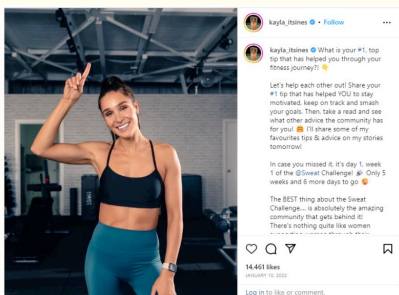 kayla_itsines • Follow
kayla_itsines What is your #1, top
tip that has helped you through your
fitness journey?! 👇
Let's help each other out! Share your
#1 tip that has helped YOU to stay
motivated, keep on track and smash
your goals. Then, take a read and see
what other advice the community has
for you! 🤗 I'll share some of my
favourites tips & advice on my stories
tomorrow!
In case you missed it, it's day 1, week
1 of the @Sweat Challenge! 🎉 Only 5
weeks and 6 more days to go 🥵
The BEST thing about the Sweat
Challenge.... is absolutely the amazing
community that gets behind it!
There's nothing quite like women
14,461 likes
JANUARY 10, 2022
Log in to like or comment.